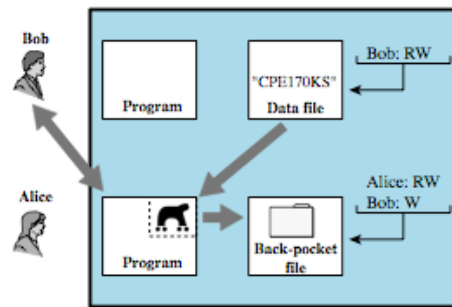 Bob
Program
"CPE170KS"
Data file
Bob: RW
Alice
Program
Back-pocket
file
Alice: RW
Bob: W